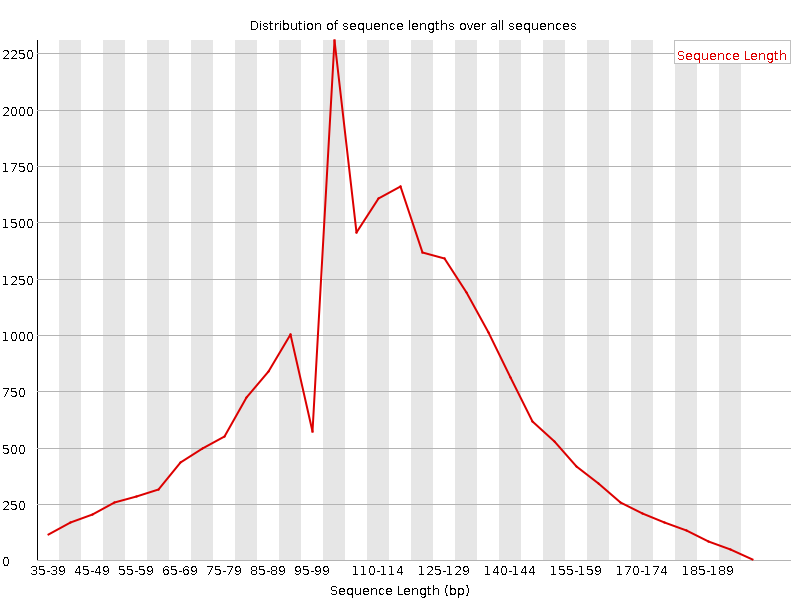 Distribution of sequence lengths over all sequences
Sequence Length
2250
2000
1750
1500
1250
1000
750
500
250
0
35-39 45-49 55-59 65-69 75-79 85-89 95-99 110-114 125-129 140-144 155-159 170-174 185-189
Sequence Length (bp)